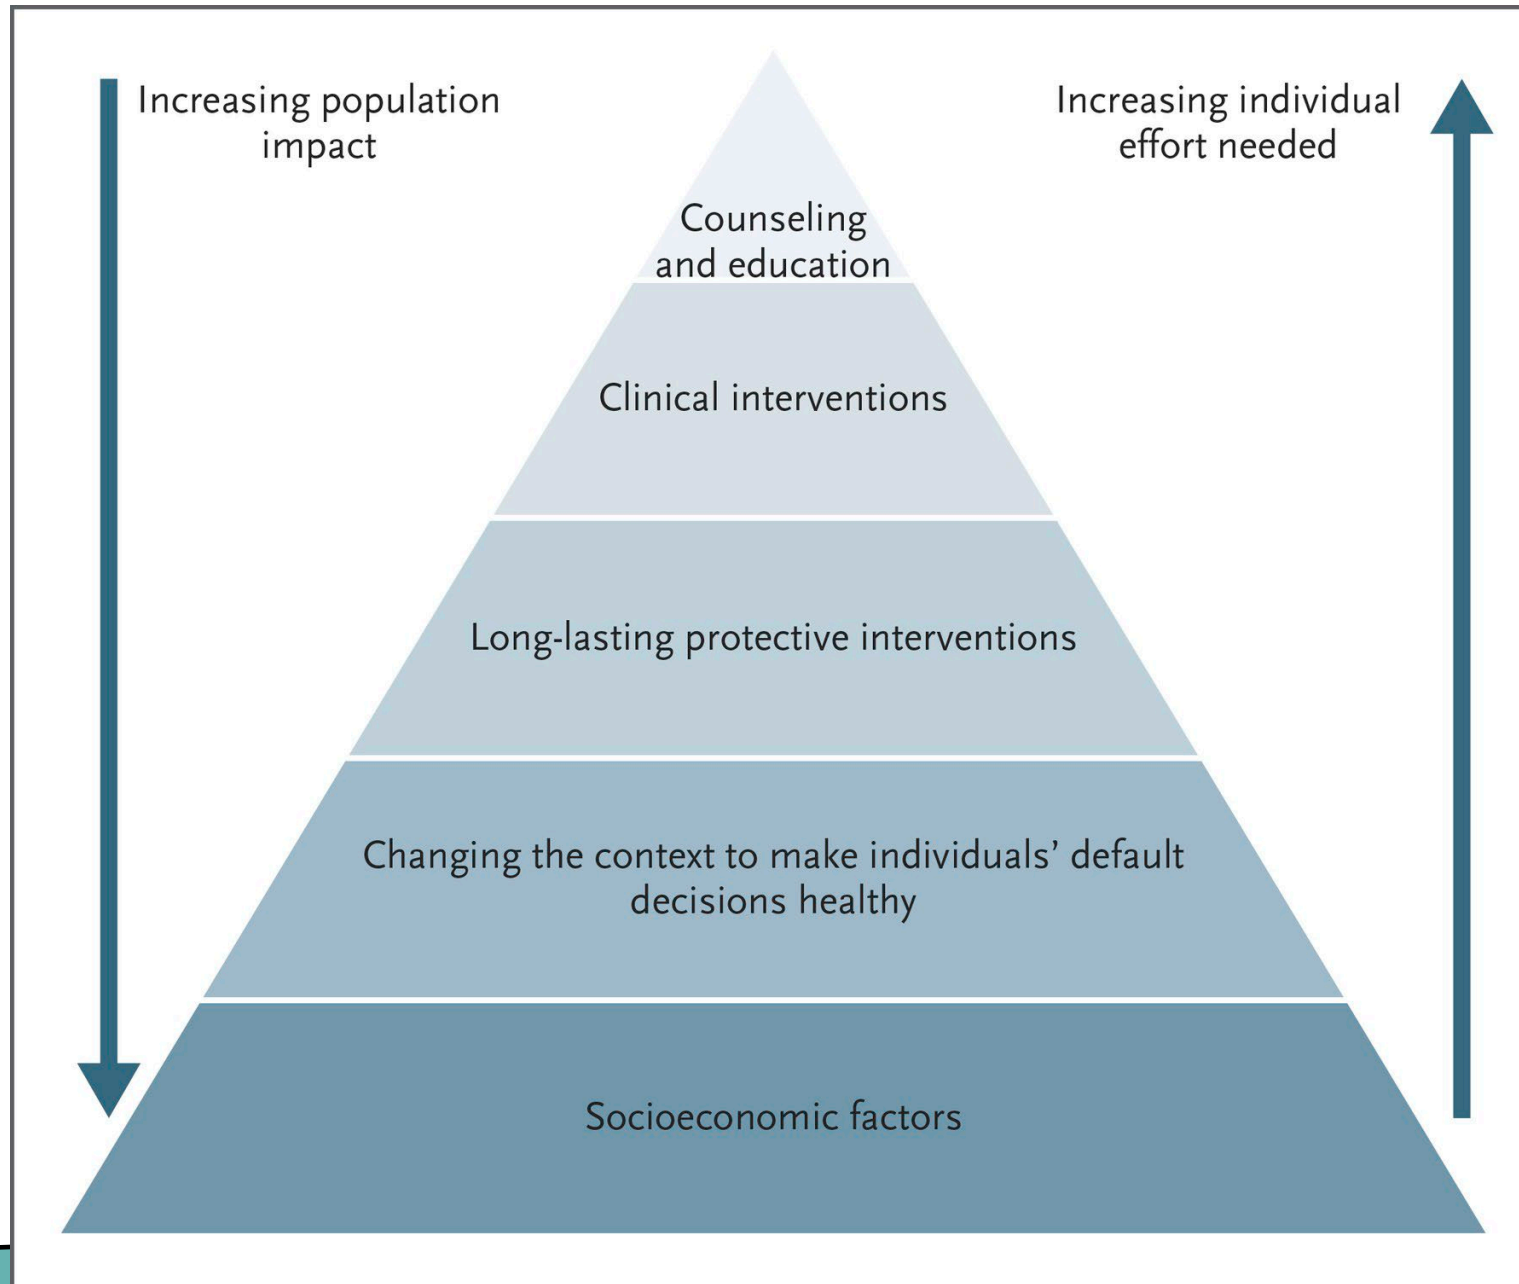 Increasing population
impact
Increasing individual
effort needed
Counseling
and education
Clinical interventions
Long-lasting protective interventions
Changing the context to make individuals’ default
decisions healthy
Socioeconomic factors